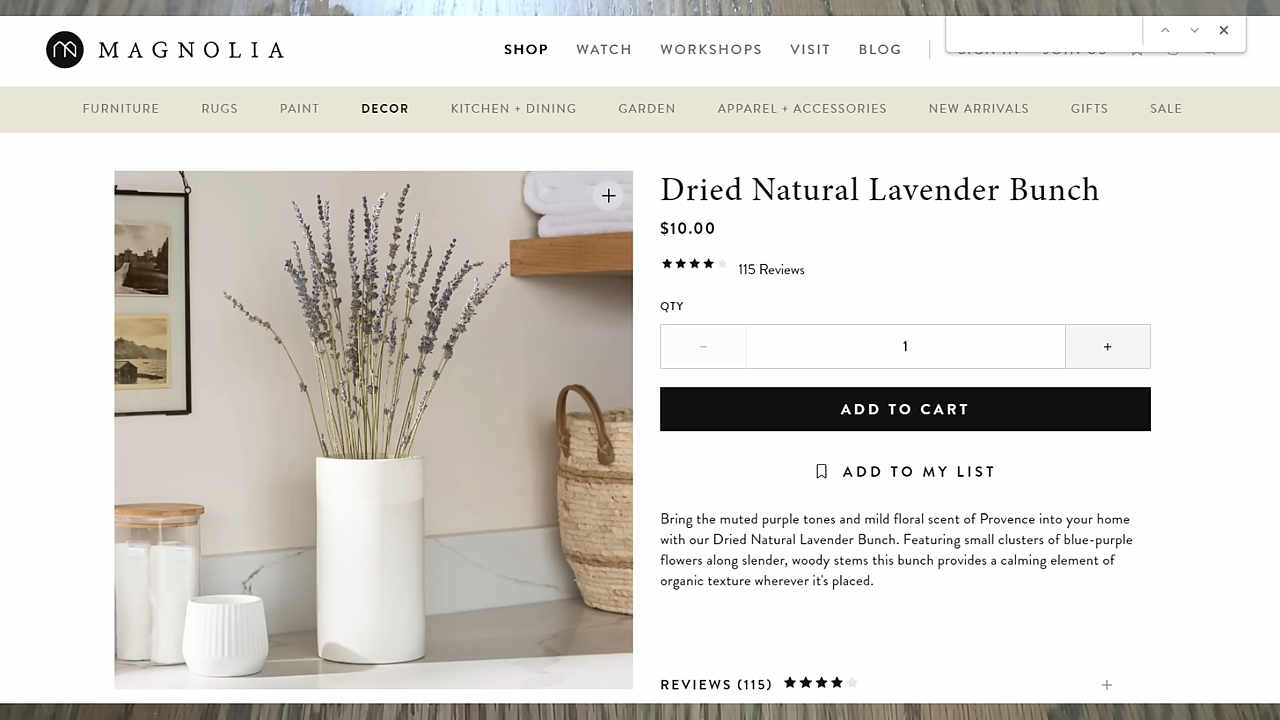 MAGNOLIA
SHOP WATCH WORKSHOPS VISIT BLOG
FURNITURE RUGS PAINT DECOR KITCHEN + DINING GARDEN APPAREL + ACCESSORIES NEW ARRIVALS GIFTS SALE
Dried Natural Lavender Bunch
$10.00
115 Reviews
QTY
− 1 +
ADD TO CART
ADD TO MY LIST
Bring the muted purple tones and mild floral scent of Provence into your home
with our Dried Natural Lavender Bunch. Featuring small clusters of blue-purple
flowers along slender, woody stems this bunch provides a calming element of
organic texture wherever it's placed.
REVIEWS (115) +